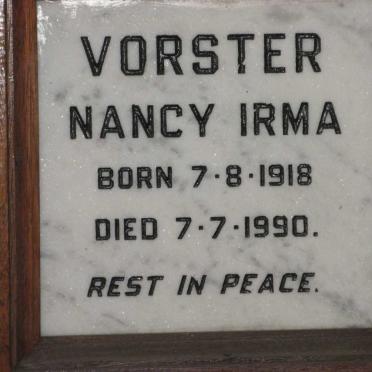 VORSTER
NANCY IRMA
BORN 7·8·1918
DIED 7·7·1990.
REST IN PEACE.